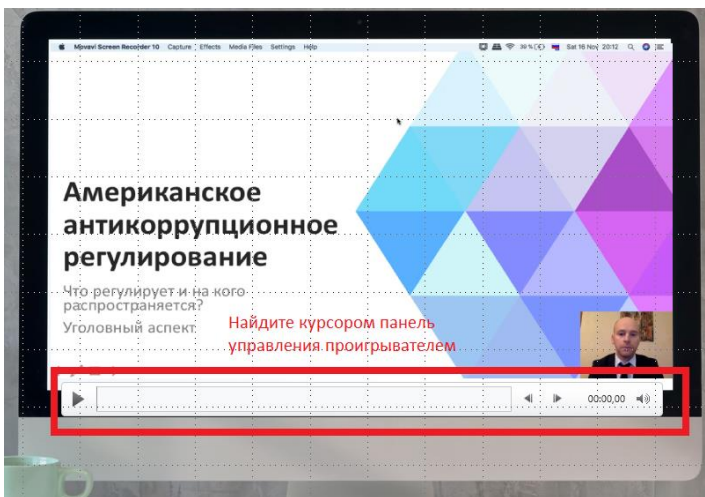 Movavi Screen Recorder 10 Capture Effects Media Files Settings Help 39 % Sat 16 Nov 20:12
Американское
антикоррупционное
регулирование
Что регулирует и на кого
распространяется?
Уголовный аспект
Найдите курсором панель
управления проигрывателем
00:00,00